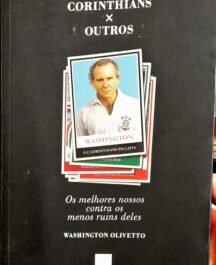 CORINTHIANS
×
OUTROS
WASHINGTON
S.C. CORINTHIANS PAULISTA
Os melhores nossos
contra os
menos ruins deles
WASHINGTON OLIVETTO